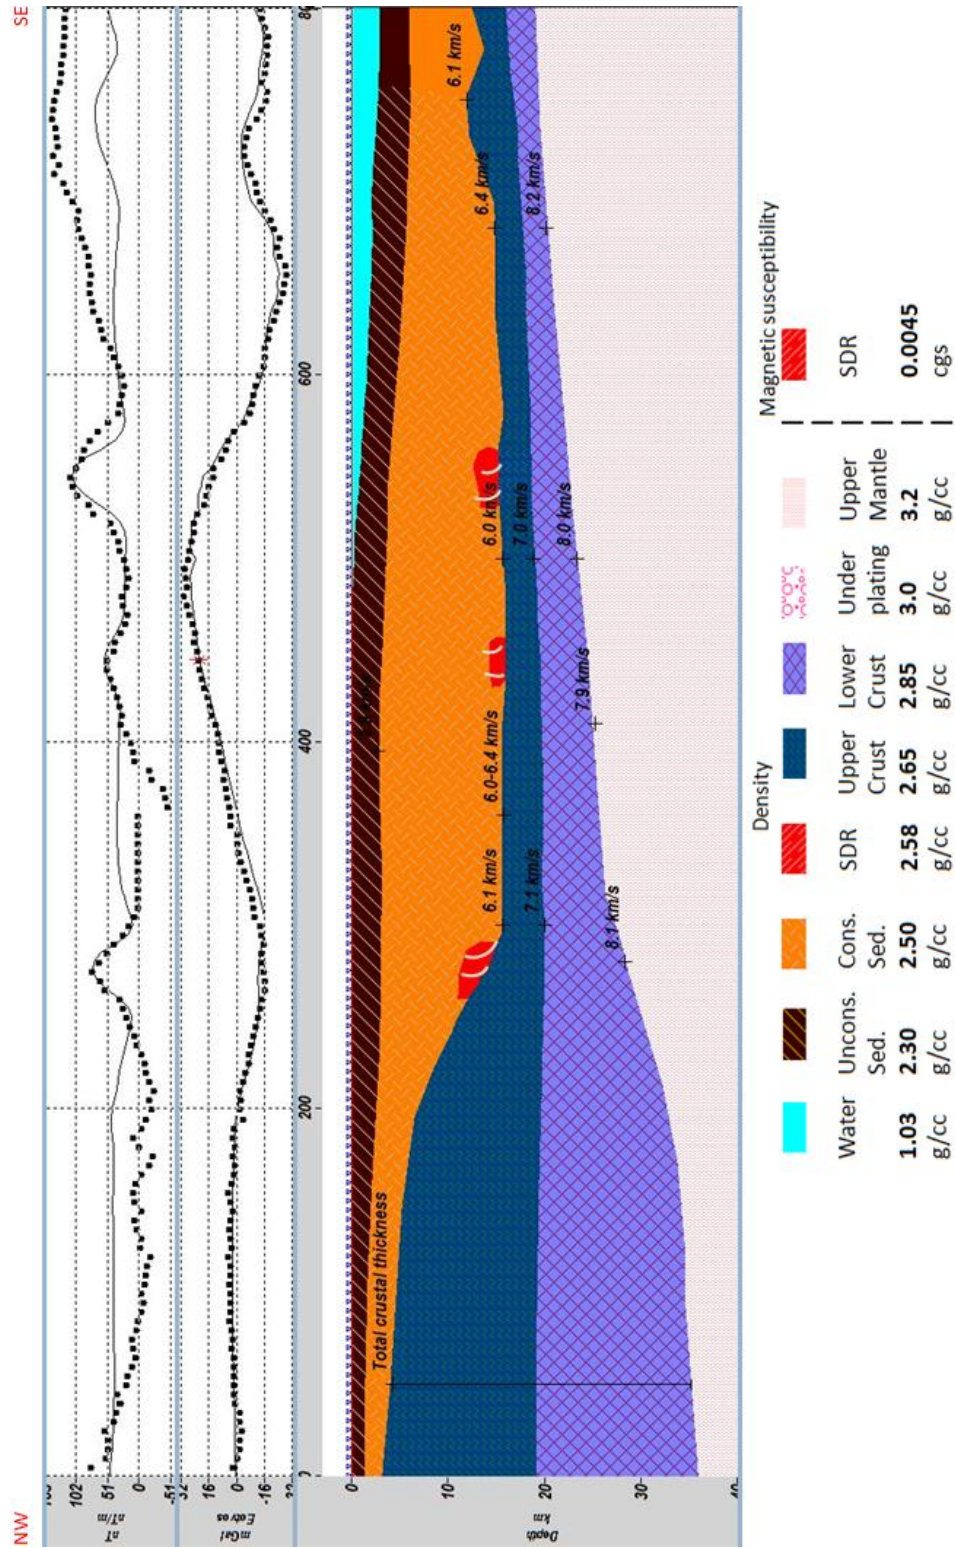 NW
SE
102
51
0
-51
nT/m
nT
32
16
0
-16
Eotvos
mGal
0
200
400
600
80
0
10
20
30
Depth
km
Total crustal thickness
6.1 km/s
7.1 km/s
8.1 km/s
6.0-6.4 km/s
7.9 km/s
6.0 km/s
7.0 km/s
8.0 km/s
6.4 km/s
8.2 km/s
6.1 km/s
Density
Magnetic susceptibility
Water
1.03
g/cc
Uncons.
Sed.
2.30
g/cc
Cons.
Sed.
2.50
g/cc
SDR
2.58
g/cc
Upper
Crust
2.65
g/cc
Lower
Crust
2.85
g/cc
Under
plating
3.0
g/cc
Upper
Mantle
3.2
g/cc
SDR
0.0045
cgs